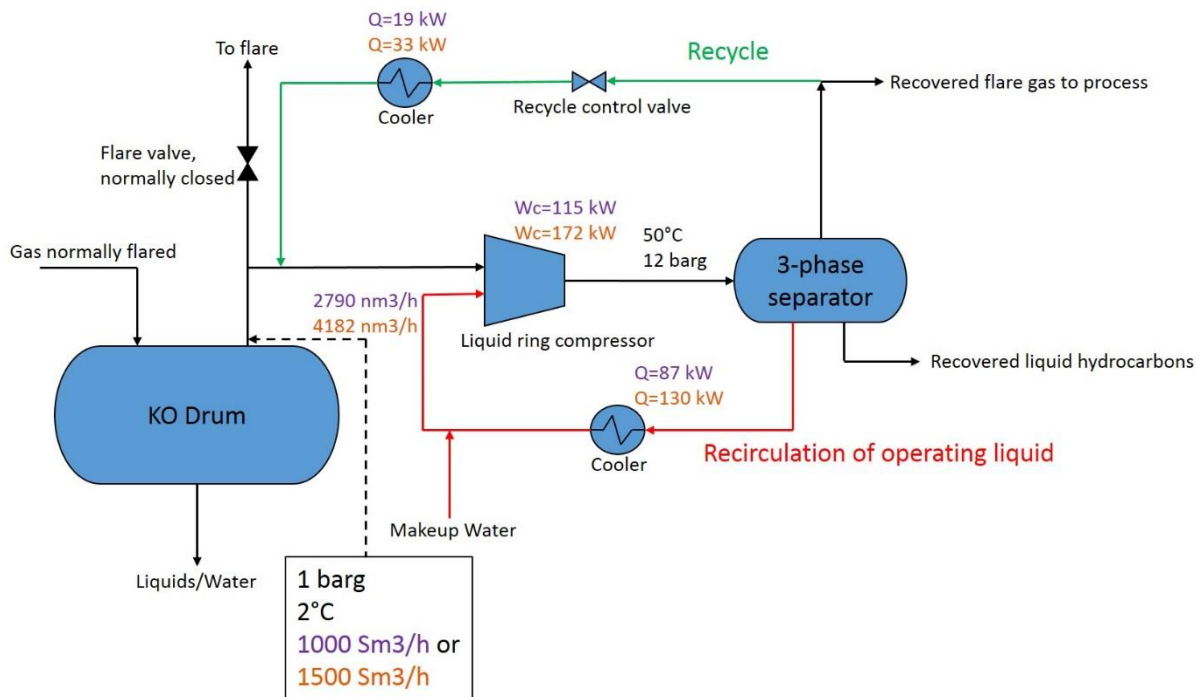 Q=19 kW
Q=33 kW
To flare
Recycle
Recovered flare gas to process
Cooler
Recycle control valve
Flare valve,
normally closed
Wc=115 kW
Wc=172 kW
50°C
12 barg
Gas normally flared
3-phase
separator
2790 nm3/h
4182 nm3/h
Liquid ring compressor
Recovered liquid hydrocarbons
Q=87 kW
Q=130 kW
KO Drum
Cooler
Recirculation of operating liquid
Makeup Water
Liquids/Water
1 barg
2°C
1000 Sm3/h or
1500 Sm3/h